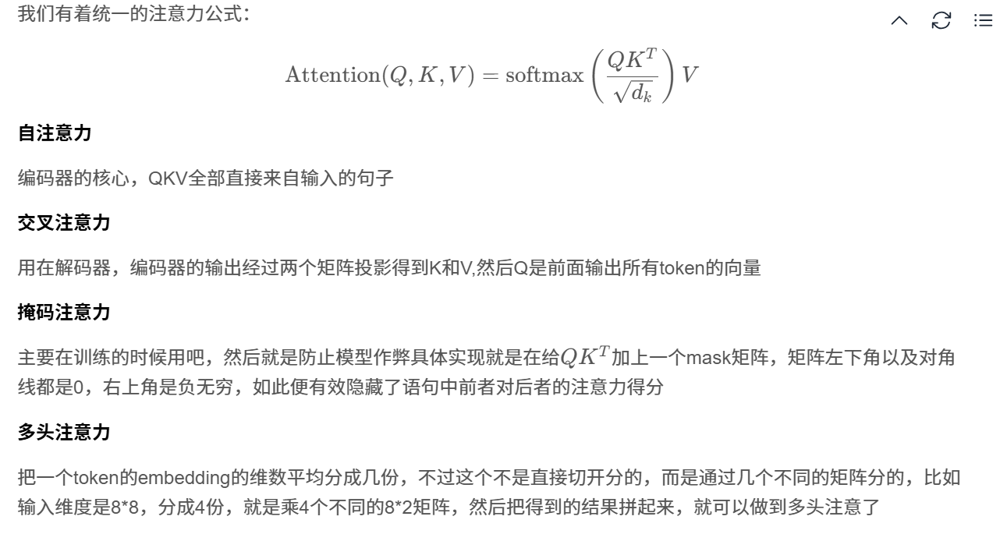 我们有着统一的注意力公式：
Attention(Q, K, V) = softmax(QK^T / √d_k) V
自注意力
编码器的核心，QKV全部直接来自输入的句子
交叉注意力
用在解码器，编码器的输出经过两个矩阵投影得到K和V,然后Q是前面输出所有token的向量
掩码注意力
主要在训练的时候用吧，然后就是防止模型作弊具体实现就是在给QK^T加上一个mask矩阵，矩阵左下角以及对角
线都是0，右上角是负无穷，如此便有效隐藏了语句中前者对后者的注意力得分
多头注意力
把一个token的embedding的维数平均分成几份，不过这个不是直接切开分的，而是通过几个不同的矩阵分的，比如
输入维度是8*8，分成4份，就是乘4个不同的8*2矩阵，然后把得到的结果拼起来，就可以做到多头注意了